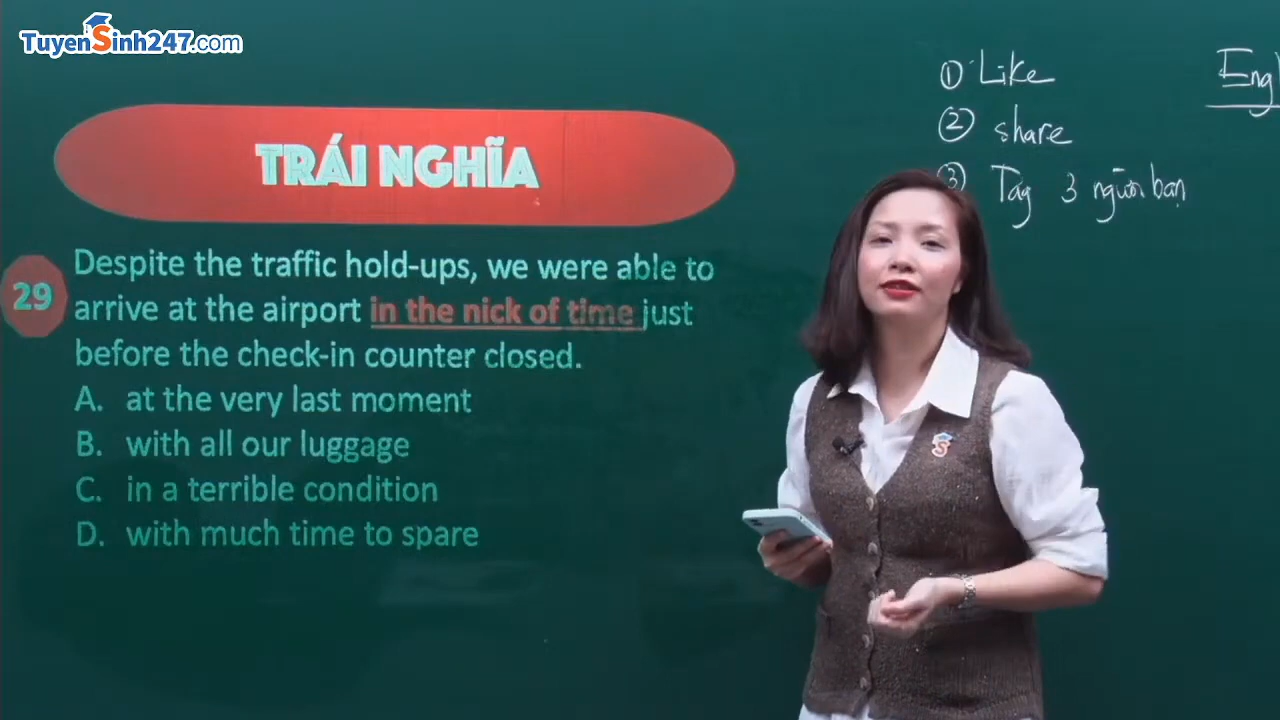 TuyenSinh247.com
① Like
Eng
② share
③ Tag 3 người bạn
TRÁI NGHĨA
29
Despite the traffic hold-ups, we were able to
arrive at the airport in the nick of time just
before the check-in counter closed.
A. at the very last moment
B. with all our luggage
C. in a terrible condition
D. with much time to spare